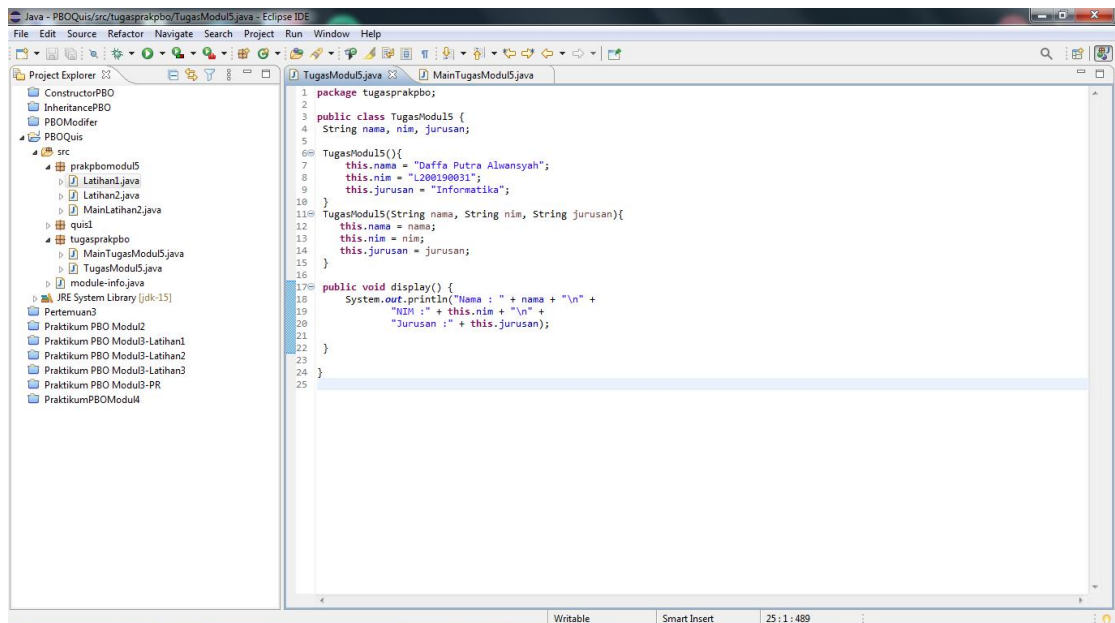 Java - PBOQuis/src/tugasprakpbo/TugasModul5.java - Eclipse IDE
File Edit Source Refactor Navigate Search Project Run Window Help
Project Explorer
ConstructorPBO
InheritancePBO
PBOModifer
PBOQuis
src
prakpbomodul5
Latihan1.java
Latihan2.java
MainLatihan2.java
quis1
tugasprakpbo
MainTugasModul5.java
TugasModul5.java
module-info.java
JRE System Library [jdk-15]
Pertemuan3
Praktikum PBO Modul2
Praktikum PBO Modul3-Latihan1
Praktikum PBO Modul3-Latihan2
Praktikum PBO Modul3-Latihan3
Praktikum PBO Modul3-PR
PraktikumPBOModul4
TugasModul5.java MainTugasModul5.java
1 package tugasprakpbo;
2
3 public class TugasModul5 {
4 String nama, nim, jurusan;
5
6 TugasModul5(){
7 this.nama = "Daffa Putra Alwansyah";
8 this.nim = "L200190031";
9 this.jurusan = "Informatika";
10 }
11 TugasModul5(String nama, String nim, String jurusan){
12 this.nama = nama;
13 this.nim = nim;
14 this.jurusan = jurusan;
15 }
16
17 public void display() {
18 System.out.println("Nama : " + nama + "\n" +
19 "NIM :" + this.nim + "\n" +
20 "Jurusan :" + this.jurusan);
21
22 }
23
24 }
25
Writable Smart Insert 25 : 1 : 489